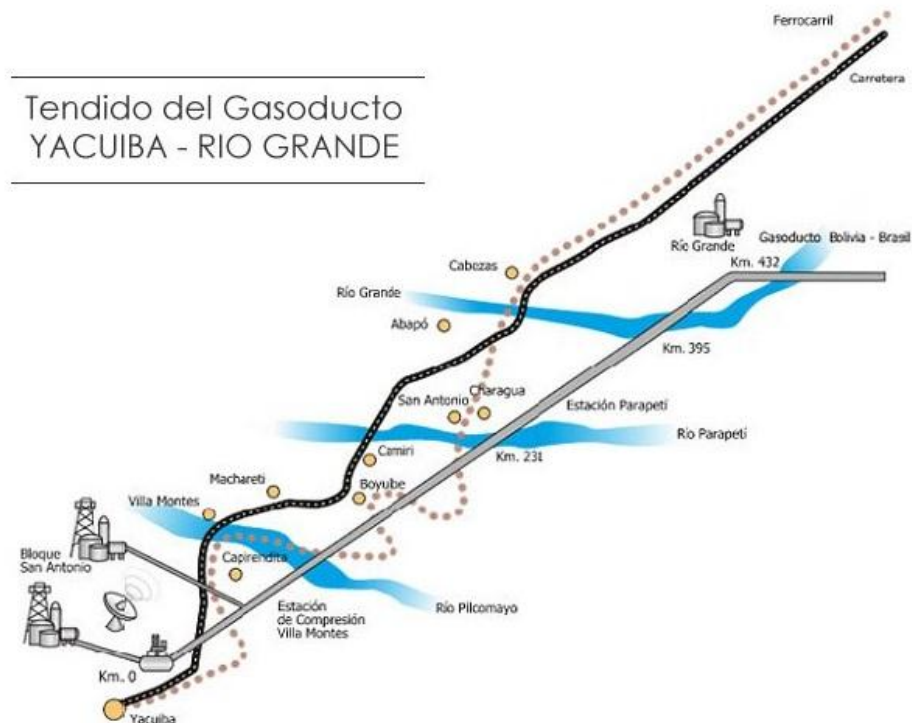 Tendido del Gasoducto
YACUIBA - RIO GRANDE
Ferrocarril
Carretera
Río Grande
Gasoducto Bolivia - Brasil
Km. 432
Cabezas
Río Grande
Abapó
Km. 395
San Antonio
Charagua
Estación Parapetí
Río Parapetí
Km. 231
Camiri
Boyube
Machareti
Villa Montes
Capirendita
Bloque
San Antonio
Estación
de Compresión
Villa Montes
Río Pilcomayo
Km. 0
Yacuiba